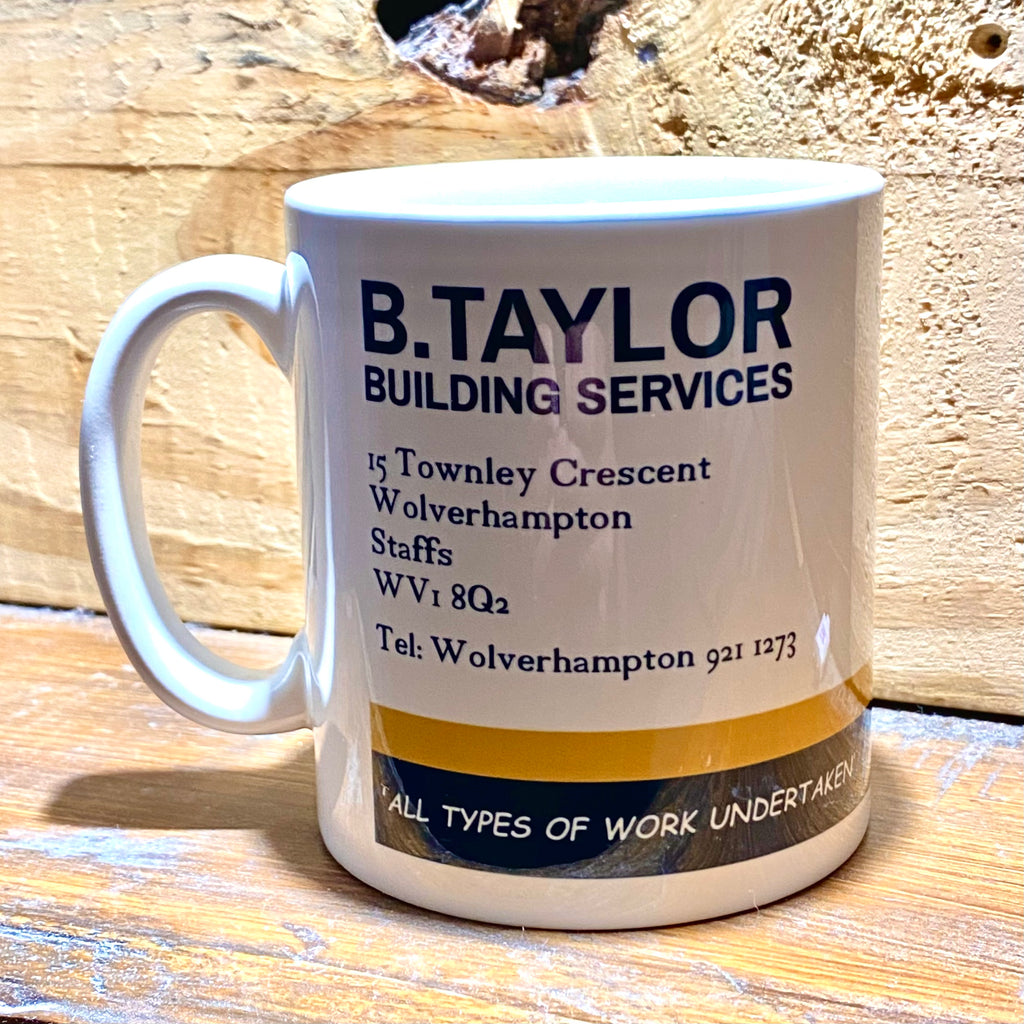 B.TAYLOR
BUILDING SERVICES
15 Townley Crescent
Wolverhampton
Staffs
WV1 8Q2
Tel: Wolverhampton 921 1273
'ALL TYPES OF WORK UNDERTAKEN'